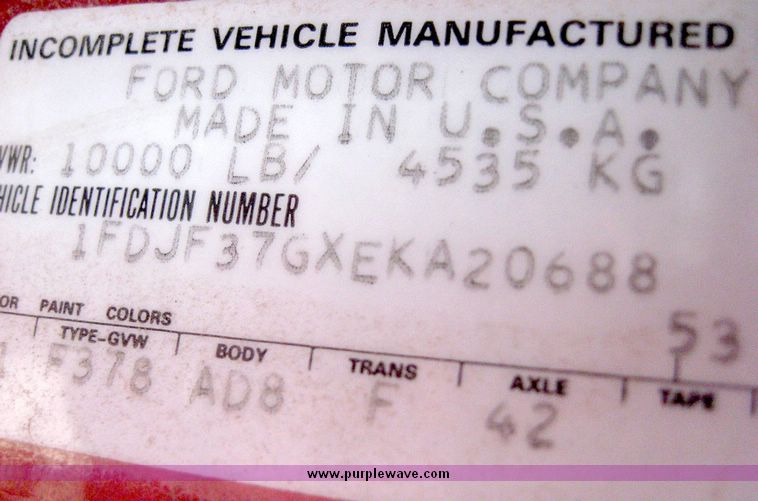 INCOMPLETE VEHICLE MANUFACTURED
FORD MOTOR COMPANY
MADE IN U.S.A.
VWR: 10000 LB/ 4535 KG
HICLE IDENTIFICATION NUMBER
1FDJF37GXEKA20688
OR PAINT COLORS 53
TYPE-GVW BODY TRANS AXLE TAPE
F378 AD8 F 42
www.purplewave.com